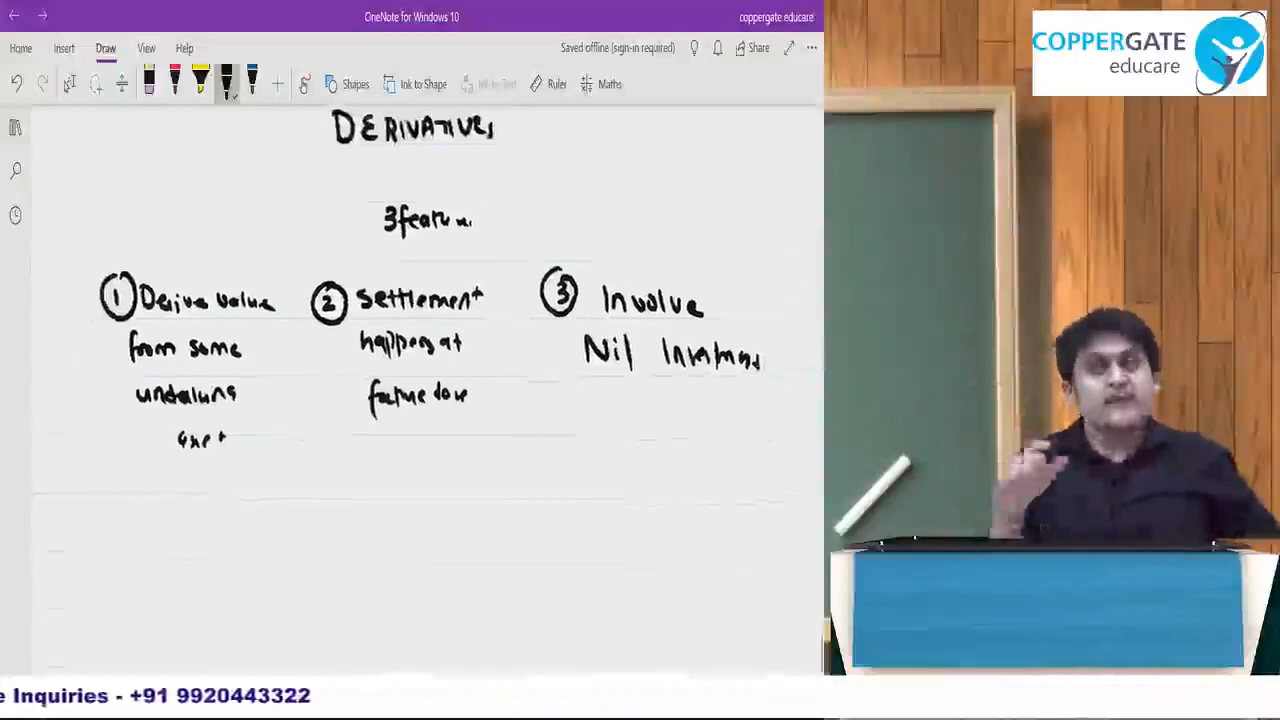 OneNote for Windows 10
coppergate educare
Home Insert Draw View Help
Saved offline (sign-in required)
Share
Shapes
Ink to Shape
Ink to Text
Ruler
Maths
COPPERGATE
educare
DERIVATIVES
3 feature
1 Derive value
from some
underlying
2 Settlement
happens at
future date
3 Involve
Nil Investment
e Inquiries - +91 9920443322